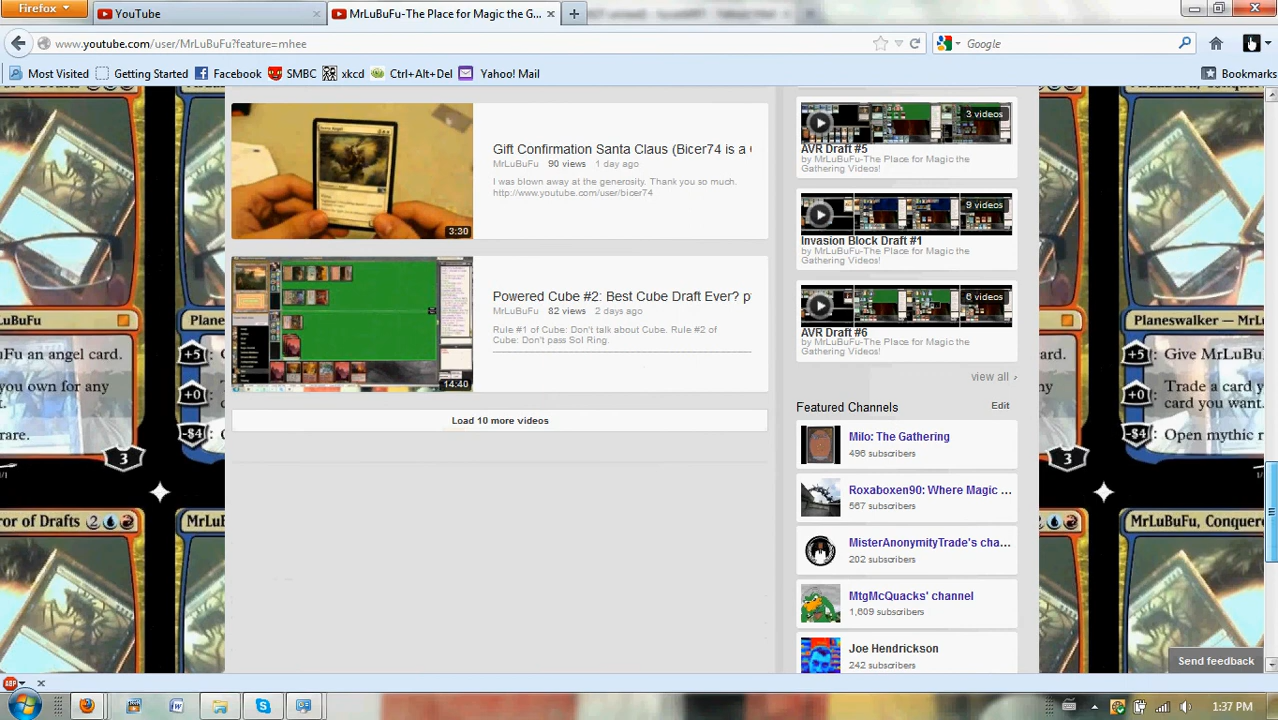 Firefox
YouTube
MrLuBuFu-The Place for Magic the G...
www.youtube.com/user/MrLuBuFu?feature=mhee
Google
Most Visited
Getting Started
Facebook
SMBC
xkcd
Ctrl+Alt+Del
Yahoo! Mail
Bookmarks
Gift Confirmation Santa Claus (Bicer74 is a
MrLuBuFu 90 views 1 day ago
I was blown away at the generosity. Thank you so much.
http://www.youtube.com/user/bicer74
3:30
Powered Cube #2: Best Cube Draft Ever? p
MrLuBuFu 82 views 2 days ago
Rule #1 of Cube: Don't talk about Cube. Rule #2 of
Cube: Don't pass Sol Ring.
14:40
Load 10 more videos
3 videos
AVR Draft #5
by MrLuBuFu-The Place for Magic the
Gathering Videos!
9 videos
Invasion Block Draft #1
by MrLuBuFu-The Place for Magic the
Gathering Videos!
6 videos
AVR Draft #6
by MrLuBuFu-The Place for Magic the
Gathering Videos!
view all ›
Featured Channels
Edit
Milo: The Gathering
496 subscribers
Roxaboxen90: Where Magic ...
567 subscribers
MisterAnonymityTrade's cha...
202 subscribers
MtgMcQuacks' channel
1,609 subscribers
Joe Hendrickson
242 subscribers
LuBuFu
Plane
Fu an angel card.
you own for any
t.
rare.
+5:
+0:
-$4:
3
ror of Drafts 2
MrLuBuF
Planeswalker — MrL
ard.
any
3
+5: Give MrLuBu
+0: Trade a card y
card you want.
-$4: Open mythic r
MrLuBuFu, Conquero
Send feedback
ABP
1:37 PM